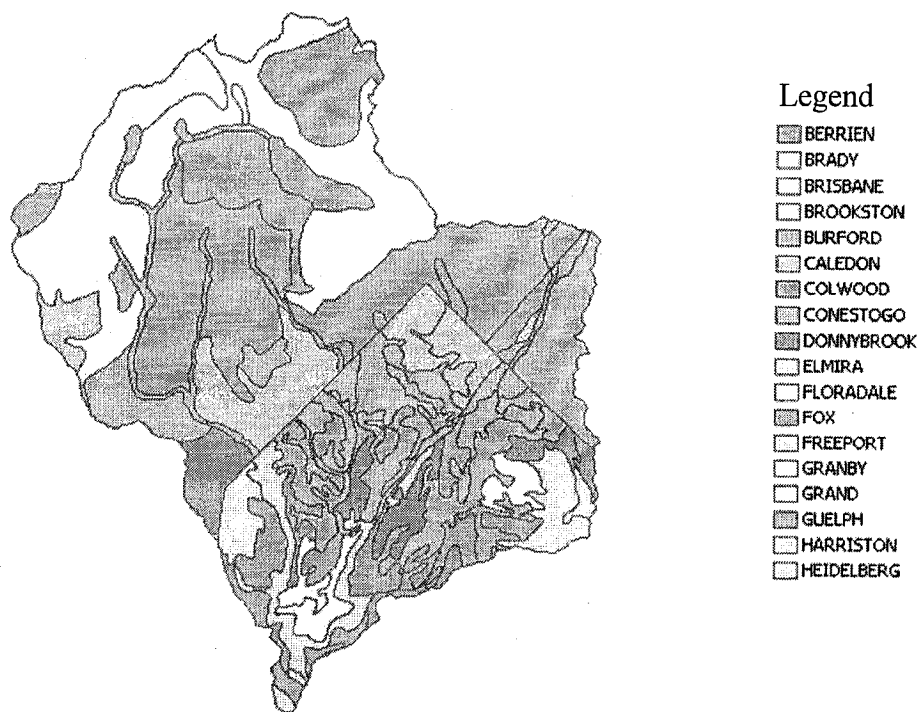 Legend
BERRIEN
BRADY
BRISBANE
BROOKSTON
BURFORD
CALEDON
COLWOOD
CONESTOGO
DONNYBROOK
ELMIRA
FLORADALE
FOX
FREEPORT
GRANBY
GRAND
GUELPH
HARRISTON
HEIDELBERG